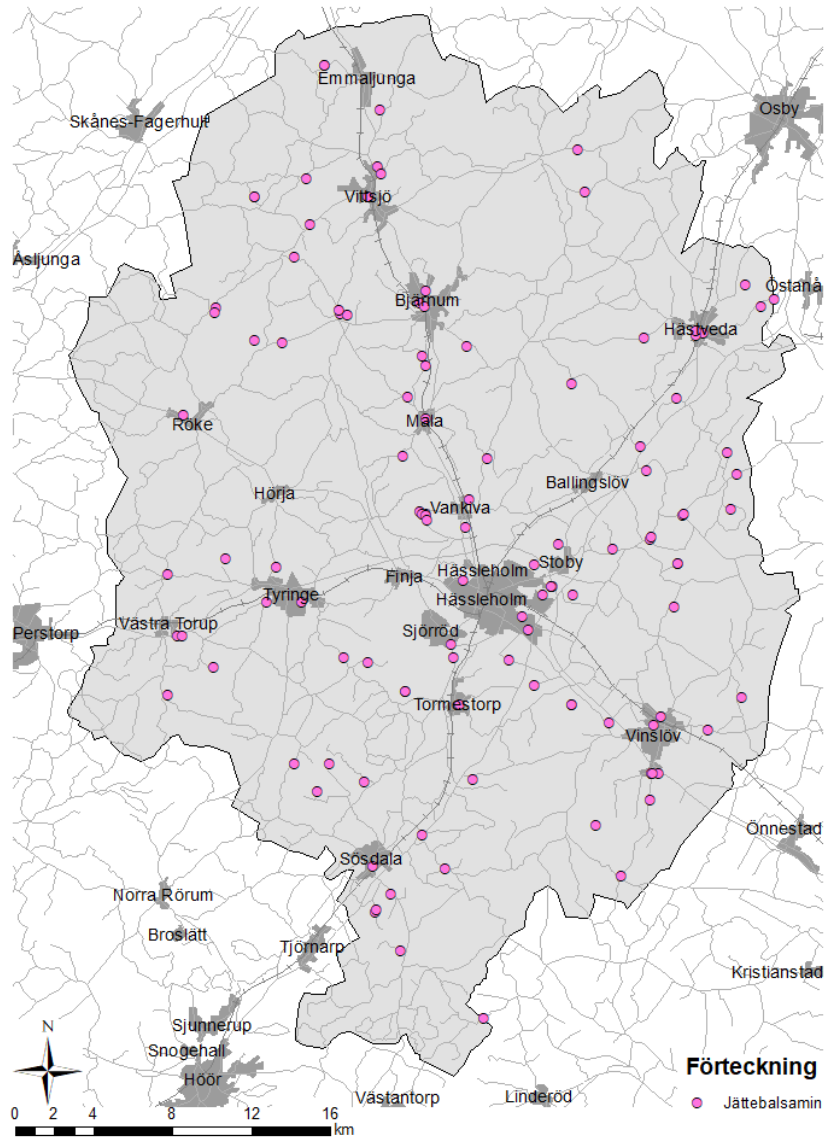 Emmaljunga
Osby
Skånes-Fagerhult
Vittsjö
Åsljunga
Östanå
Bjärnum
Hästveda
Röke
Mala
Hörja
Ballingslöv
Vankiva
Stoby
Hässleholm
Finja
Tyringe
Hässleholm
Västra Torup
Perstorp
Sjörröd
Tormestorp
Vinslöv
Önnestad
Sösdala
Norra Rörum
Broslätt
Tjörnarp
Kristianstad
Sjunnerup
N
Snogehall
Höör
Förteckning
Västantorp
Linderöd
Jättebalsamin
0 2 4 8 12 16
km